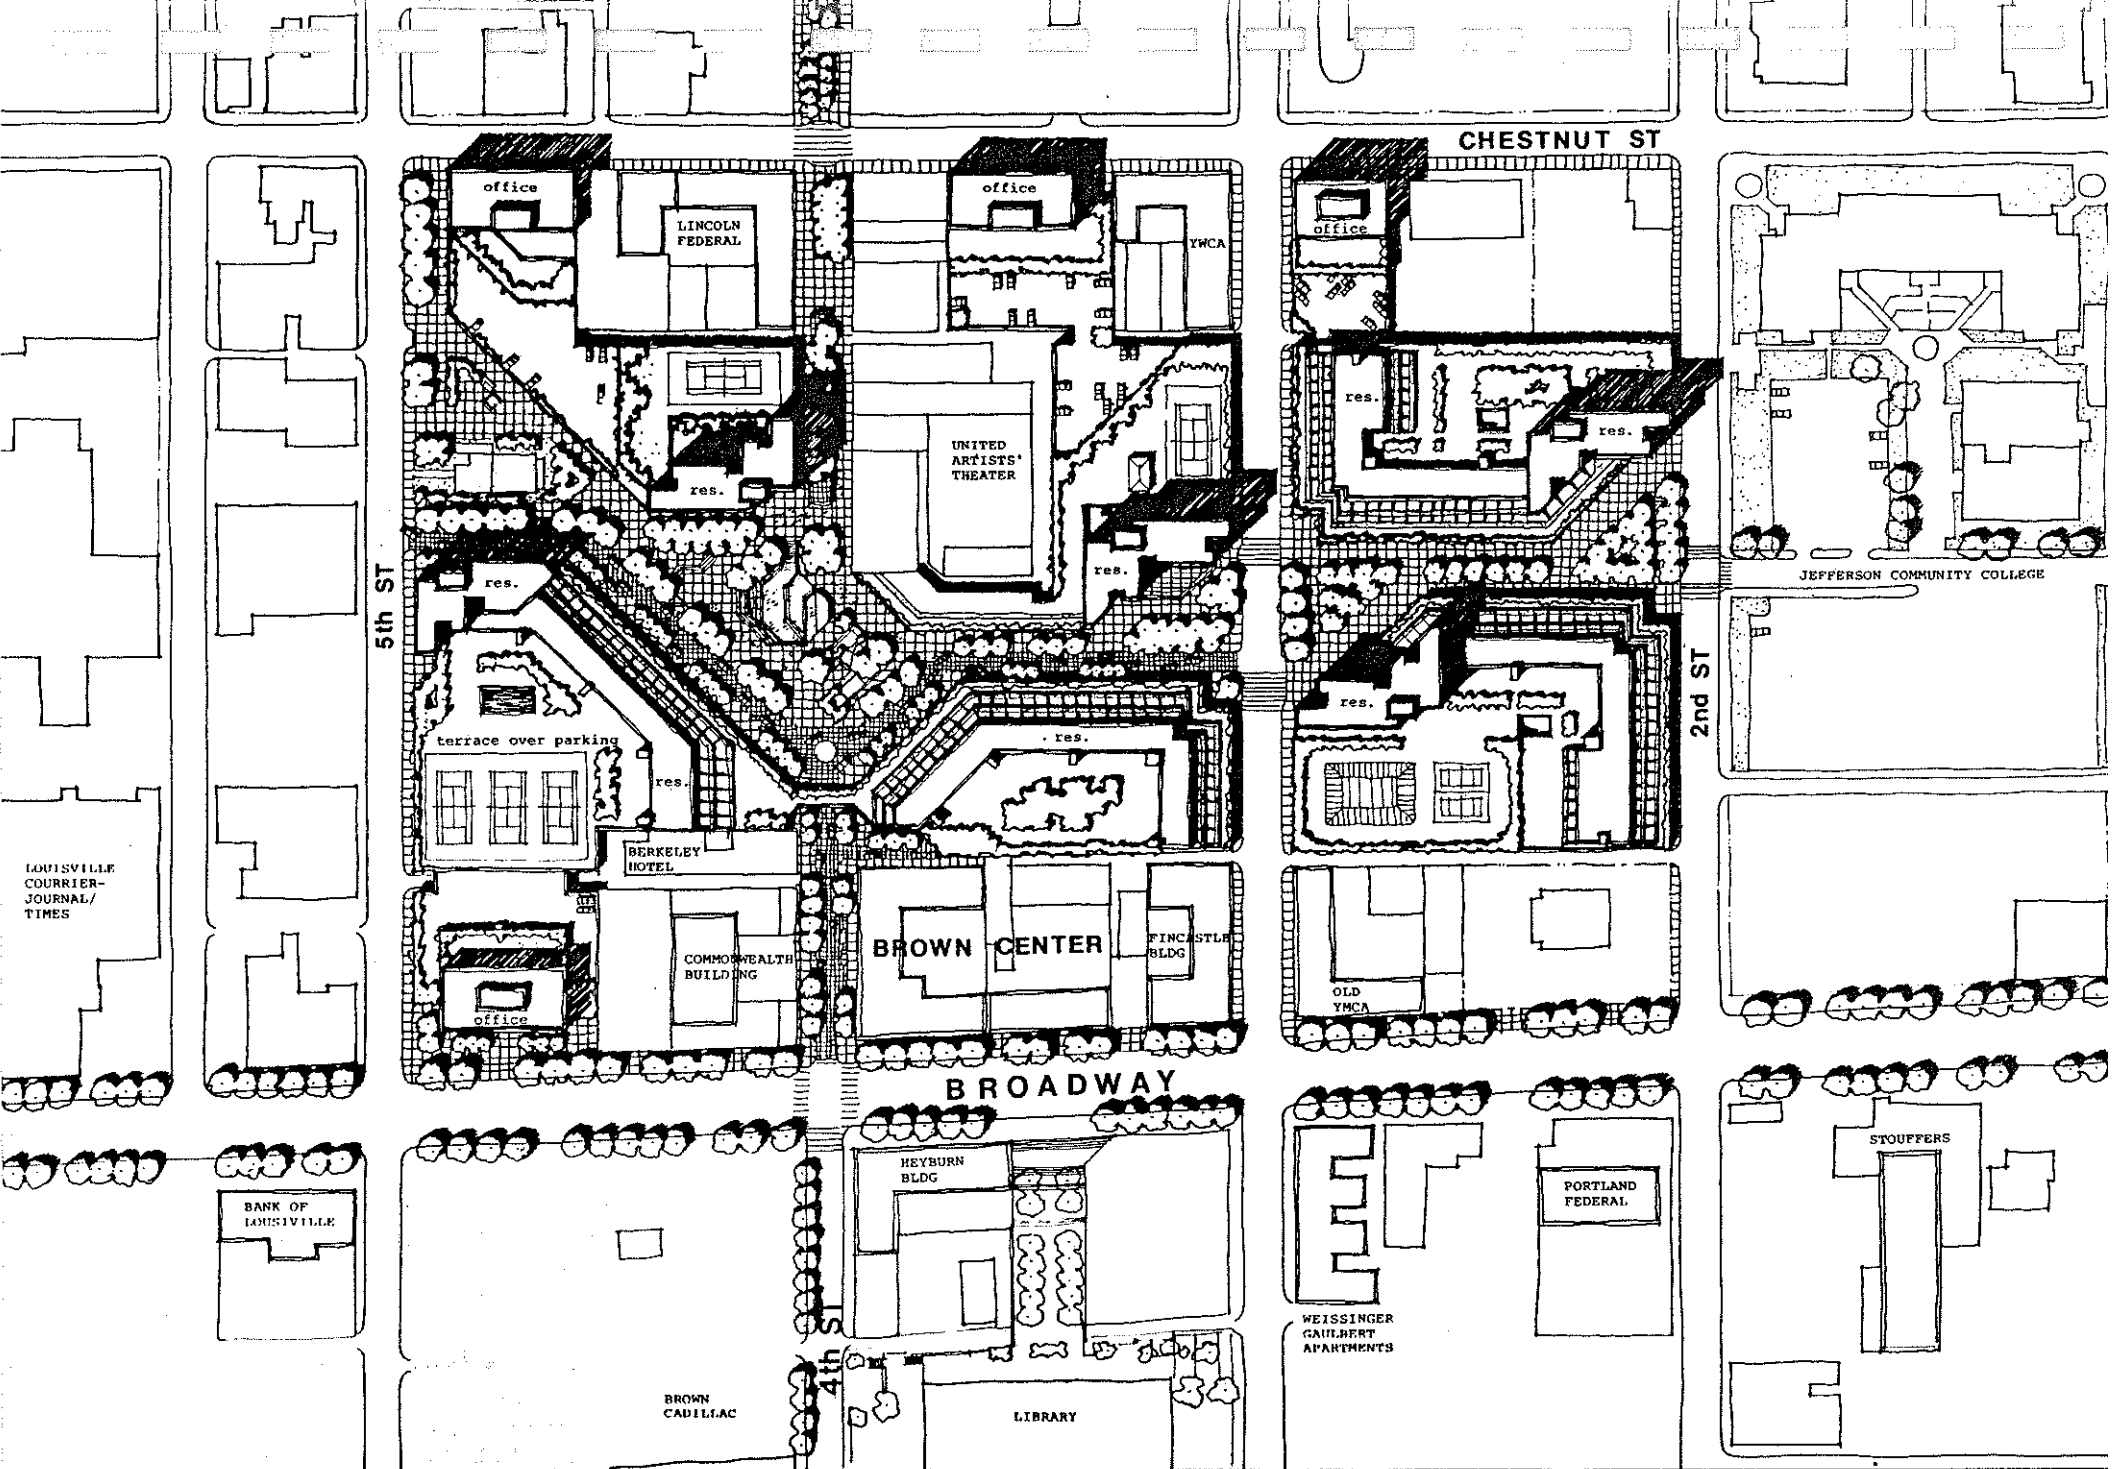 CHESTNUT ST
office
office
office
LINCOLN
FEDERAL
YWCA
res.
res.
UNITED
ARTISTS'
THEATER
res.
res.
res.
5th ST
JEFFERSON COMMUNITY COLLEGE
2nd ST
res.
terrace over parking
res.
res.
BERKELEY
HOTEL
LOUISVILLE
COURRIER-
JOURNAL/
TIMES
BROWN CENTER
FINCASTLE
BLDG
COMMONWEALTH
BUILDING
OLD
YMCA
office
BROADWAY
HEYBURN
BLDG
STOUFFERS
PORTLAND
FEDERAL
BANK OF
LOUSIVILLE
4th ST
WEISSINGER
GAULBERT
APARTMENTS
BROWN
CADILLAC
LIBRARY